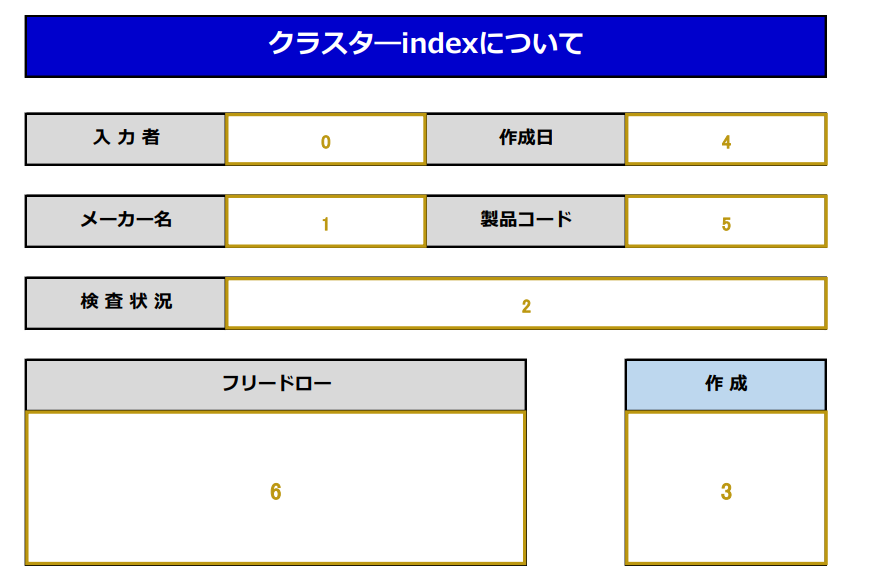 クラスターindexについて
入 力 者 0 作成日 4
メーカー名 1 製品コード 5
検 査 状 況 2
フリードロー 作 成
6 3